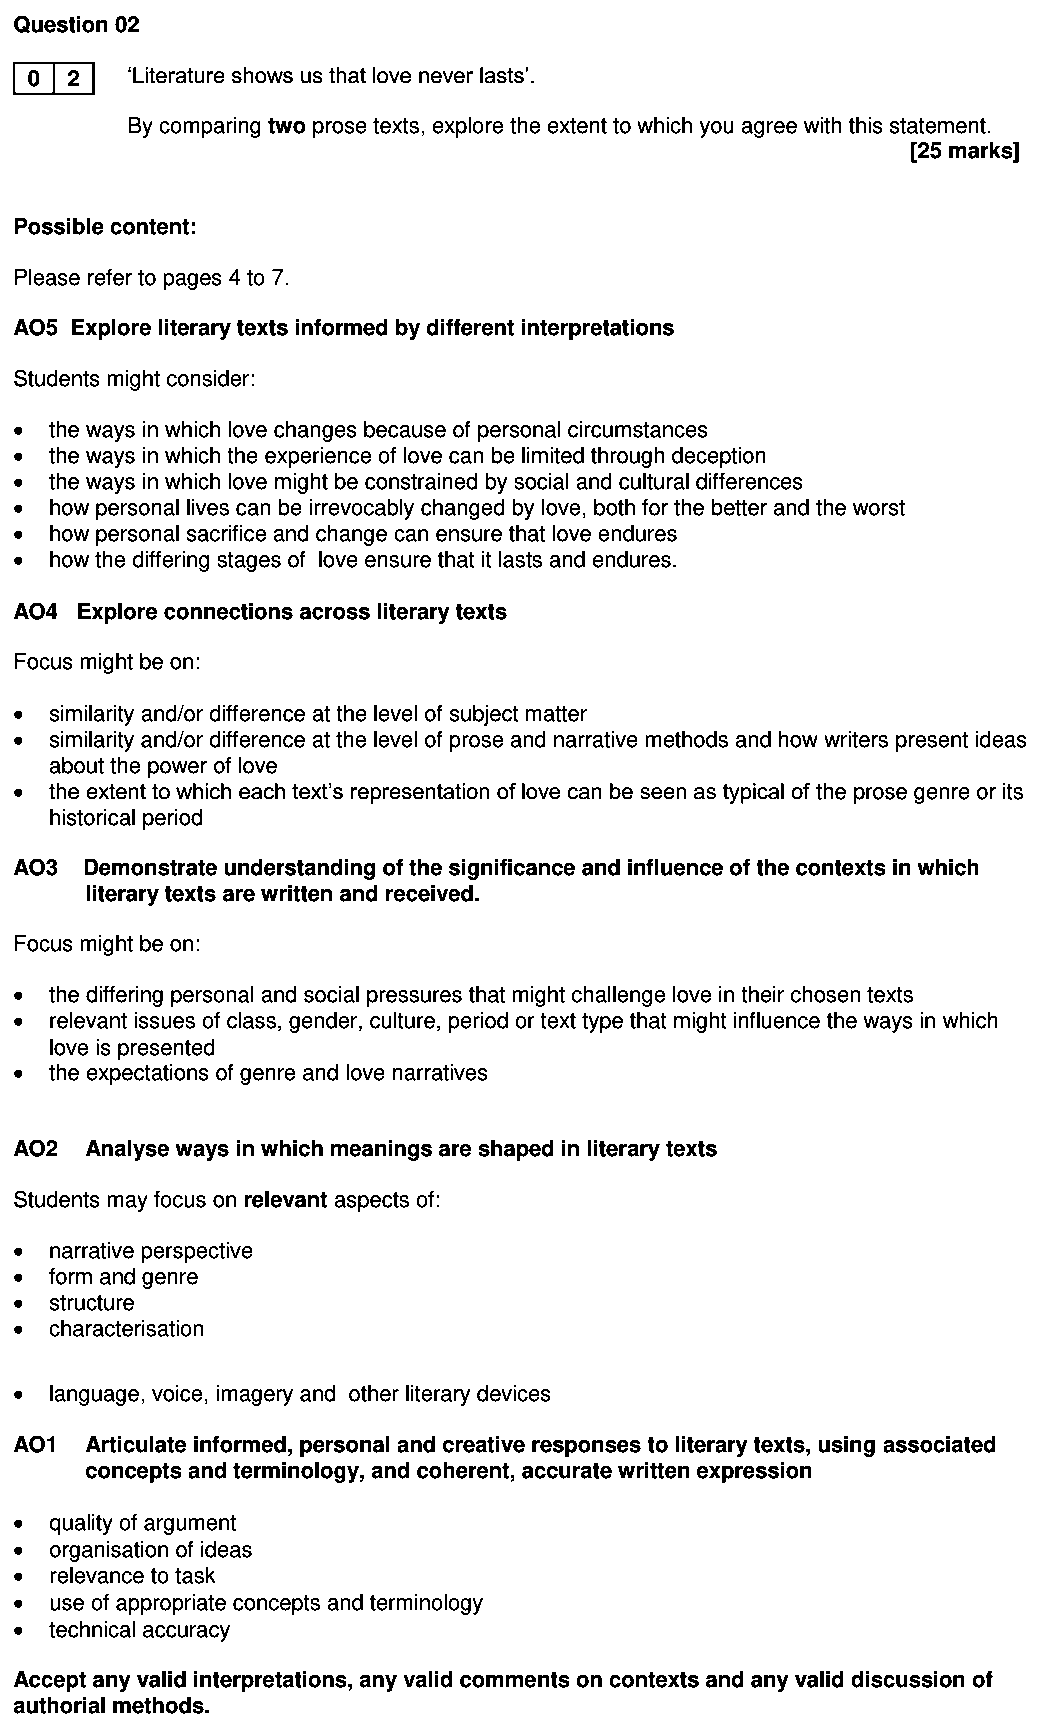 Question 02
0 2 ‘Literature shows us that love never lasts’.
By comparing two prose texts, explore the extent to which you agree with this statement.
[25 marks]
Possible content:
Please refer to pages 4 to 7.
AO5 Explore literary texts informed by different interpretations
Students might consider:
• the ways in which love changes because of personal circumstances
• the ways in which the experience of love can be limited through deception
• the ways in which love might be constrained by social and cultural differences
• how personal lives can be irrevocably changed by love, both for the better and the worst
• how personal sacrifice and change can ensure that love endures
• how the differing stages of love ensure that it lasts and endures.
AO4 Explore connections across literary texts
Focus might be on:
• similarity and/or difference at the level of subject matter
• similarity and/or difference at the level of prose and narrative methods and how writers present ideas
about the power of love
• the extent to which each text’s representation of love can be seen as typical of the prose genre or its
historical period
AO3 Demonstrate understanding of the significance and influence of the contexts in which
literary texts are written and received.
Focus might be on:
• the differing personal and social pressures that might challenge love in their chosen texts
• relevant issues of class, gender, culture, period or text type that might influence the ways in which
love is presented
• the expectations of genre and love narratives
AO2 Analyse ways in which meanings are shaped in literary texts
Students may focus on relevant aspects of:
• narrative perspective
• form and genre
• structure
• characterisation
• language, voice, imagery and other literary devices
AO1 Articulate informed, personal and creative responses to literary texts, using associated
concepts and terminology, and coherent, accurate written expression
• quality of argument
• organisation of ideas
• relevance to task
• use of appropriate concepts and terminology
• technical accuracy
Accept any valid interpretations, any valid comments on contexts and any valid discussion of
authorial methods.